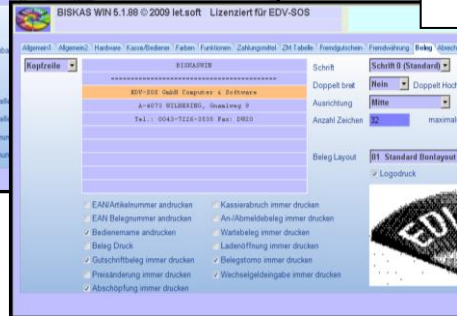 BISKAS WIN 5.1.88 © 2009 let.soft Lizenziert für EDV-SOS
Allgemein1 Allgemein2 Hardware Kassa/Bediener Farben Funktionen Zahlungsmittel ZM Tabelle Fremdgutschein Fremdwährung Beleg
Kopfzeile
BISKASWIN
EDV-SOS GmbH Computer & Software
A-4073 WILHERING, Gnamlweg 9
Tel.: 0043-7226-3535 Fax: DW20
Schrift Schrift 0 (Standard)
Doppelt breit Nein Doppelt Hoch
Ausrichtung Mitte
Anzahl Zeichen 32 maximal
Beleg Layout 01 Standard Bonlayout
Logodruck
EAN/Artikelnummer andrucken
EAN Belegnummer andrucken
Bedienername andrucken
Beleg Druck
Gutschriftbeleg immer drucken
Preisänderung immer drucken
Abschöpfung immer drucken
Kassierabruch immer drucken
An-/Abmeldebeleg immer drucken
Wartebeleg immer drucken
Ladenöffnung immer drucken
Belegstorno immer drucken
Wechselgeldeingabe immer drucken
EDV